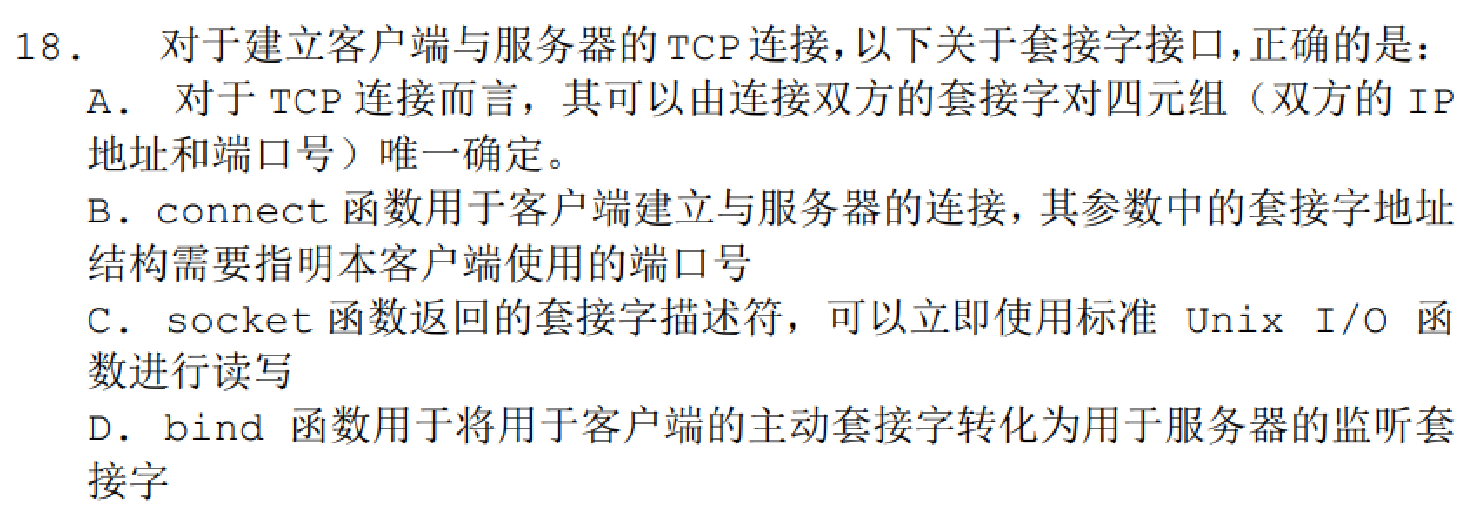 18. 对于建立客户端与服务器的TCP连接,以下关于套接字接口,正确的是:
A. 对于 TCP 连接而言，其可以由连接双方的套接字对四元组（双方的 IP
地址和端口号）唯一确定。
B. connect 函数用于客户端建立与服务器的连接，其参数中的套接字地址
结构需要指明本客户端使用的端口号
C. socket 函数返回的套接字描述符，可以立即使用标准 Unix I/O 函
数进行读写
D. bind 函数用于将用于客户端的主动套接字转化为用于服务器的监听套
接字